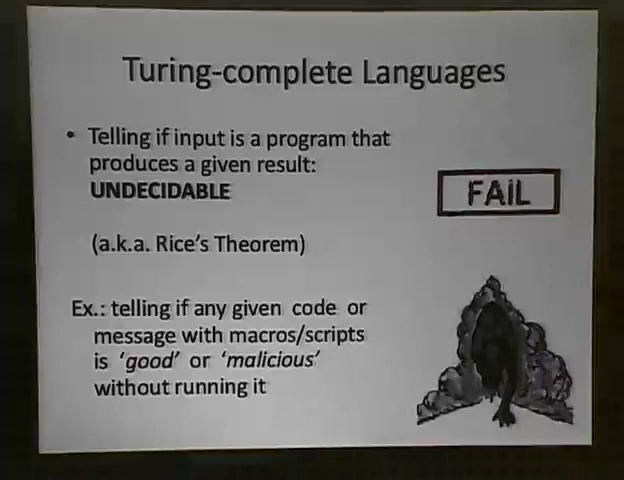 Turing-complete Languages
• Telling if input is a program that
produces a given result:
UNDECIDABLE
FAiL
(a.k.a. Rice's Theorem)
Ex.: telling if any given code or
message with macros/scripts
is 'good' or 'malicious'
without running it